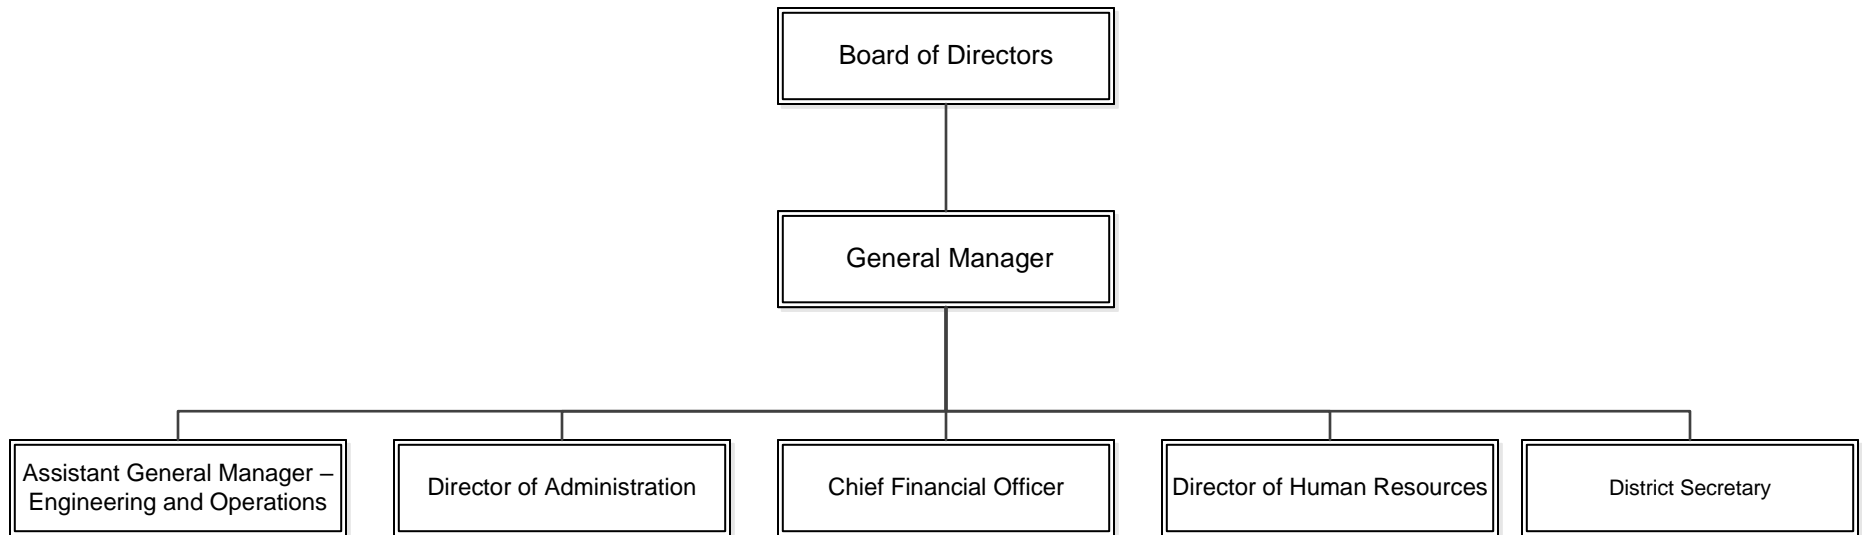 Board of Directors
General Manager
Assistant General Manager –
Engineering and Operations
Director of Administration
Chief Financial Officer
Director of Human Resources
District Secretary